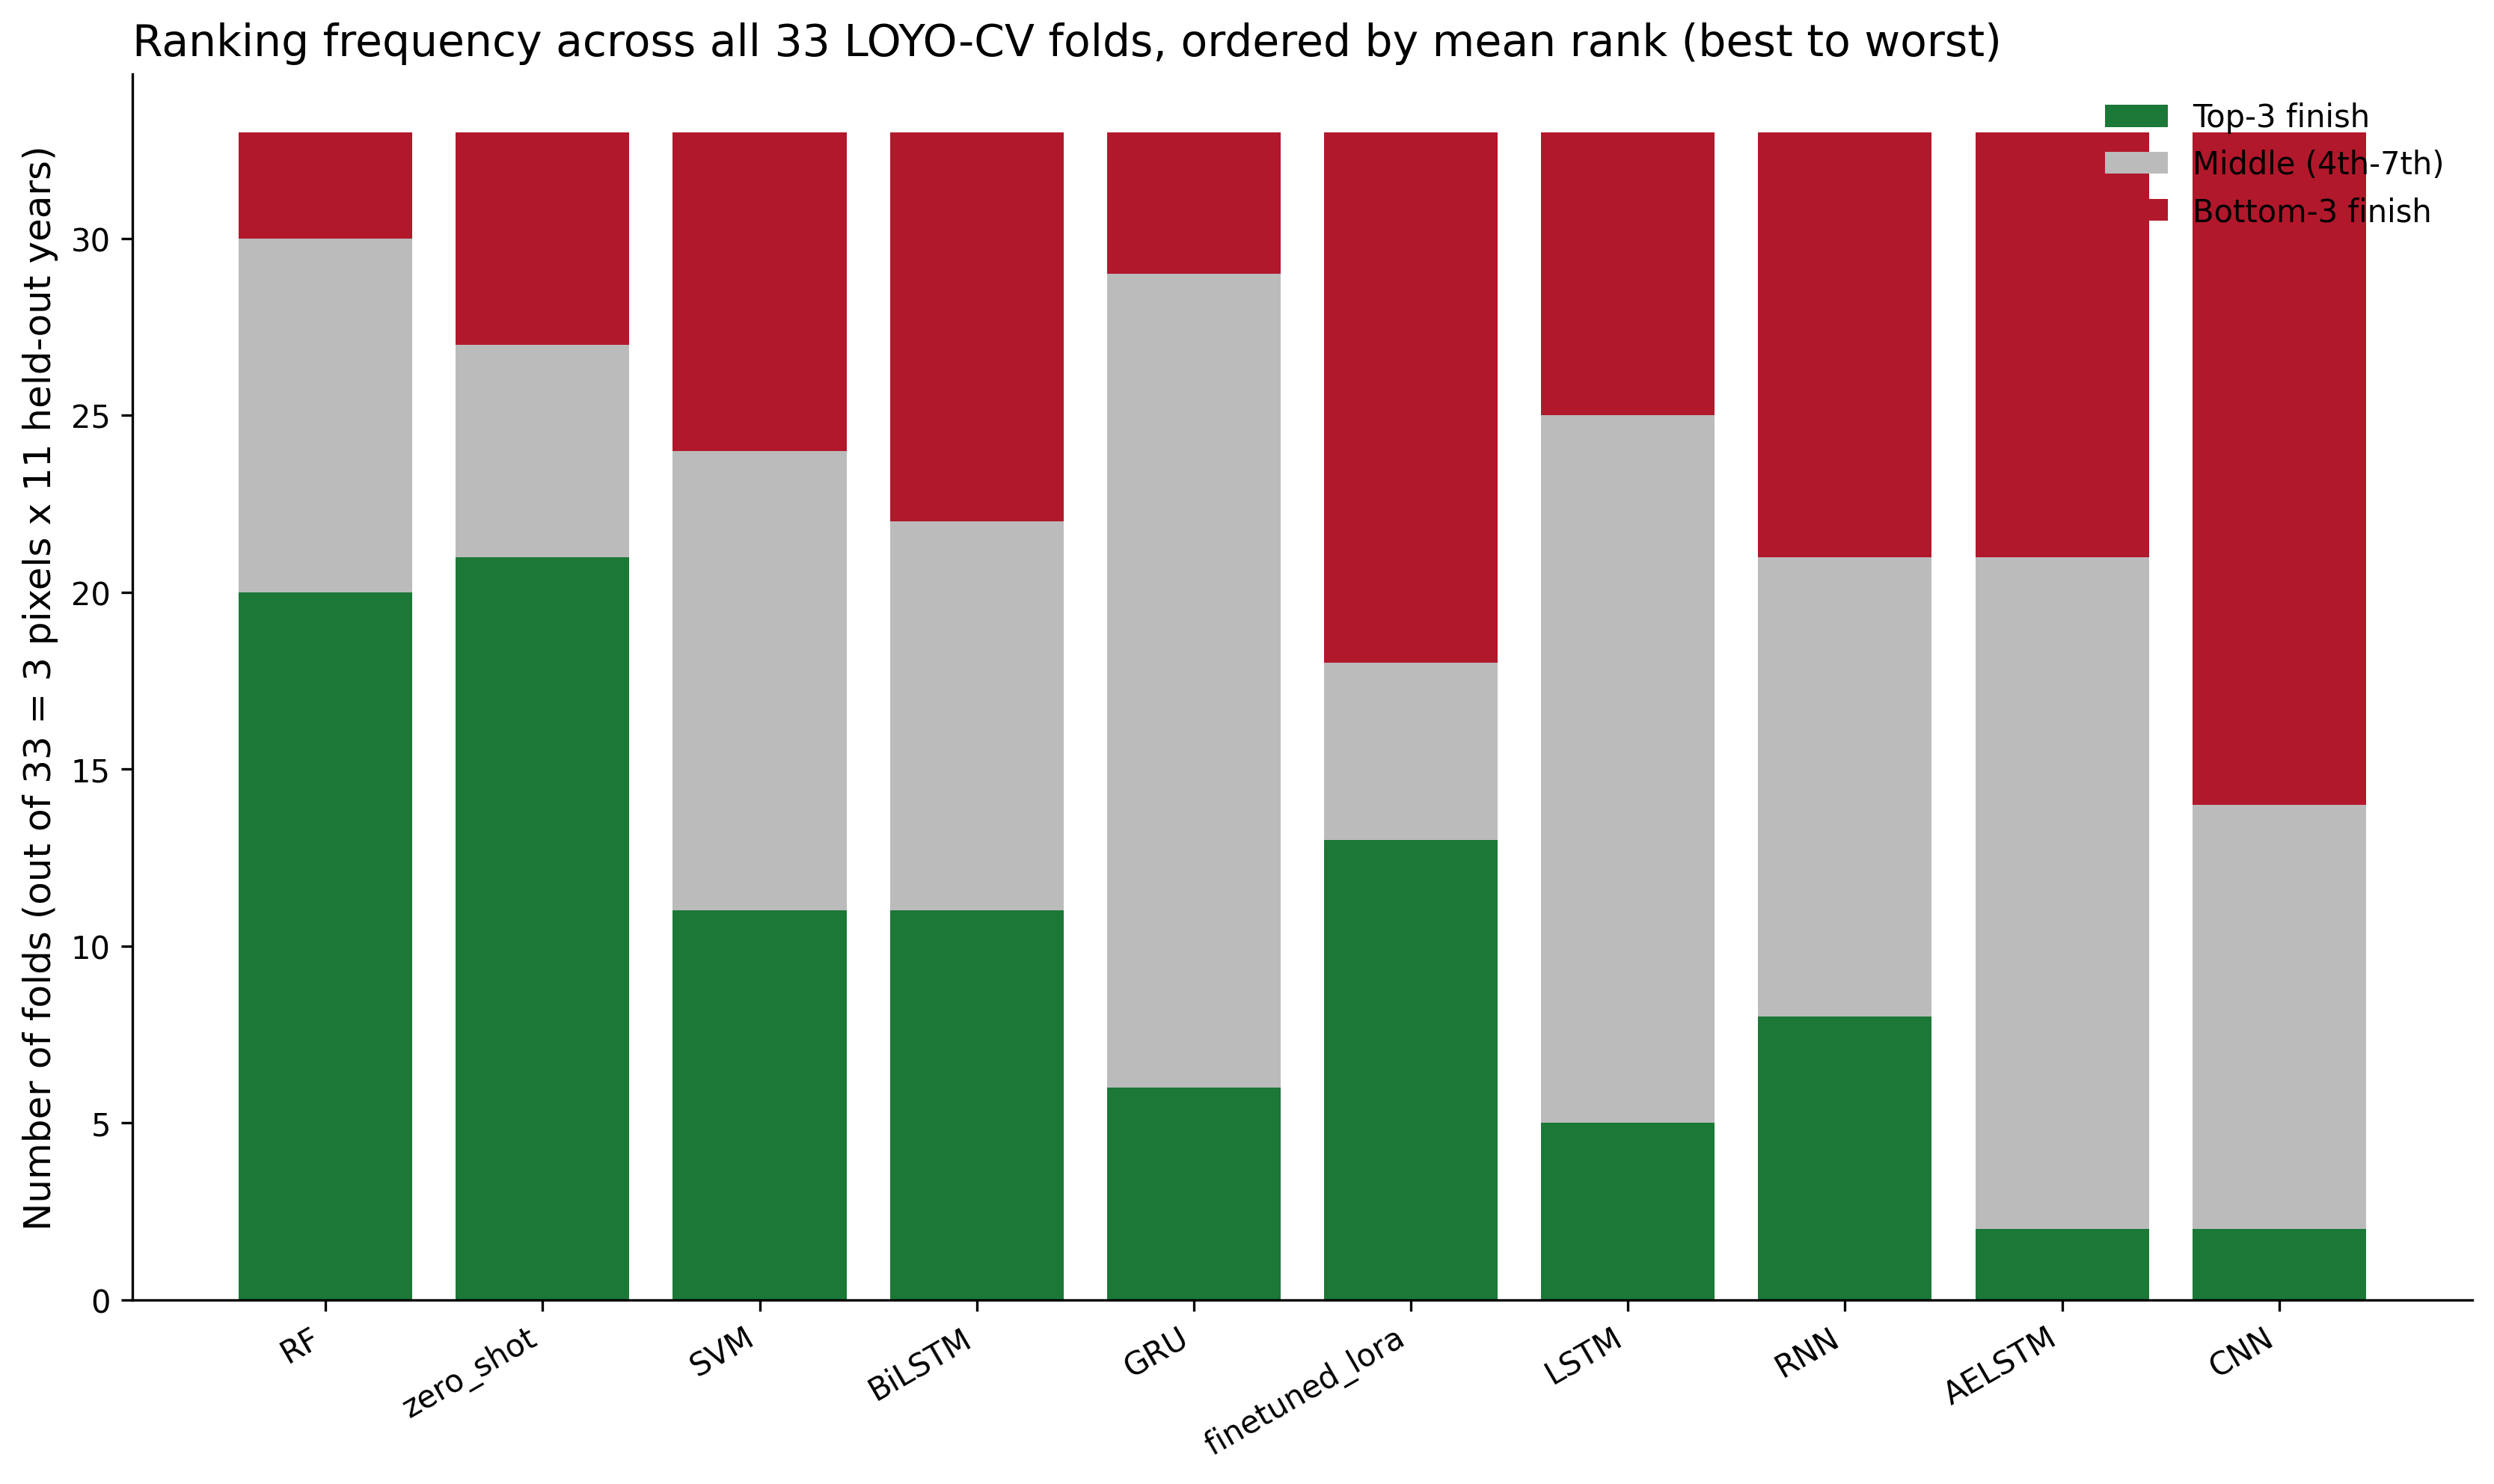 Ranking frequency across all 33 LOYO-CV folds, ordered by mean rank (best to worst)
Top-3 finish
Middle (4th-7th)
Bottom-3 finish
Number of folds (out of 33 = 3 pixels x 11 held-out years)
30
25
20
15
10
5
0
RF
zero_shot
SVM
BiLSTM
GRU
finetuned_lora
LSTM
RNN
AELSTM
CNN